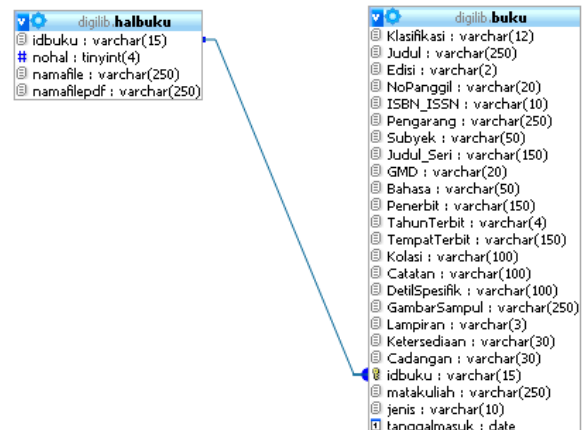 digilib.halbuku
idbuku : varchar(15)
nohal : tinyint(4)
namafile : varchar(250)
namafilepdf : varchar(250)
digilib.buku
Klasifikasi : varchar(12)
Judul : varchar(250)
Edisi : varchar(2)
NoPanggil : varchar(20)
ISBN_ISSN : varchar(10)
Pengarang : varchar(250)
Subyek : varchar(50)
Judul_Seri : varchar(150)
GMD : varchar(20)
Bahasa : varchar(50)
Penerbit : varchar(150)
TahunTerbit : varchar(4)
TempatTerbit : varchar(150)
Kolasi : varchar(100)
Catatan : varchar(100)
DetilSpesifik : varchar(100)
GambarSampul : varchar(250)
Lampiran : varchar(3)
Ketersediaan : varchar(30)
Cadangan : varchar(30)
idbuku : varchar(15)
matakuliah : varchar(250)
jenis : varchar(10)
tanggalmasuk : date